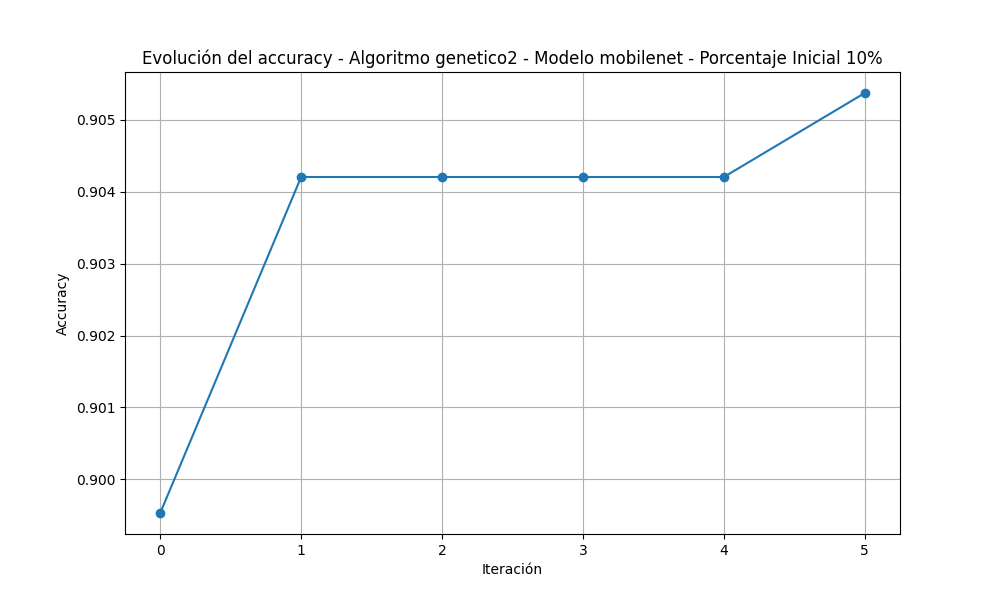 Evolución del accuracy - Algoritmo genetico2 - Modelo mobilenet - Porcentaje Inicial 10%
0.905
0.904
0.903
0.902
0.901
0.900
Accuracy
0 1 2 3 4 5
Iteración